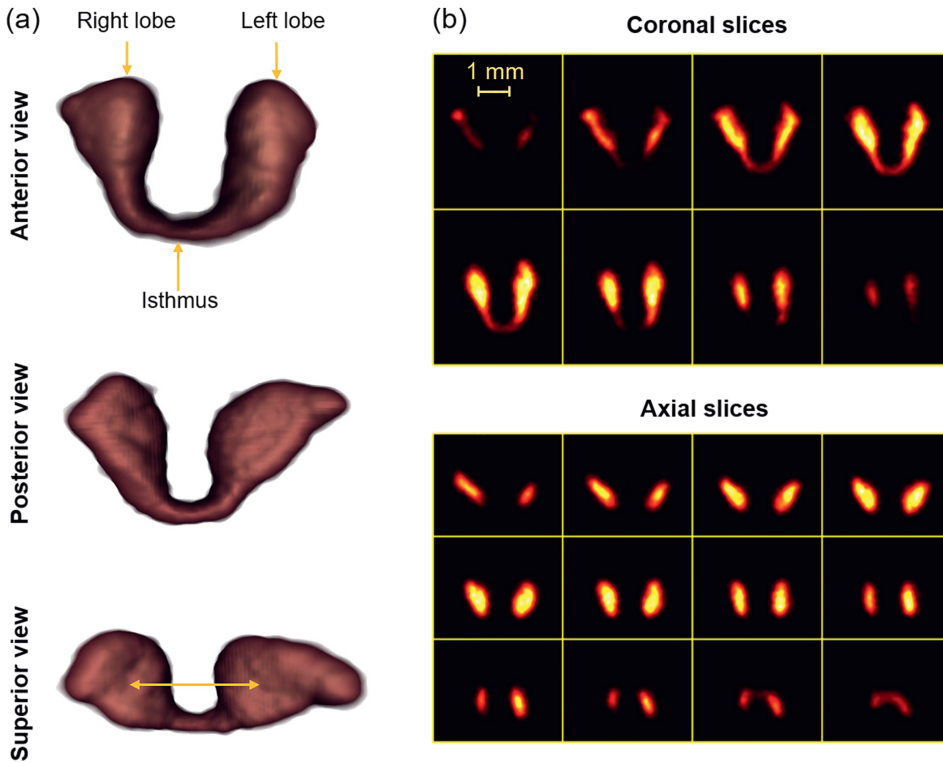 (a)
Right lobe
Left lobe
Anterior view
Isthmus
Posterior view
Superior view
(b)
Coronal slices
1 mm
Axial slices